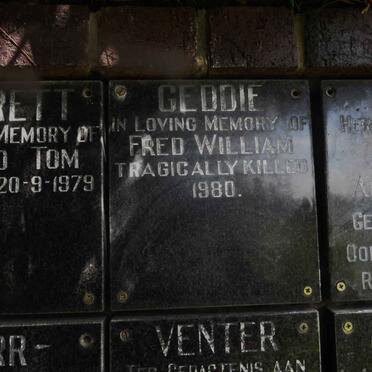 RETT
MEMORY OF
TOM
20-9-1979
GEDDIE
IN LOVING MEMORY OF
FRED WILLIAM
TRAGICALLY KILLED
1980.
VENTER
TER GEDAGTENIS AAN